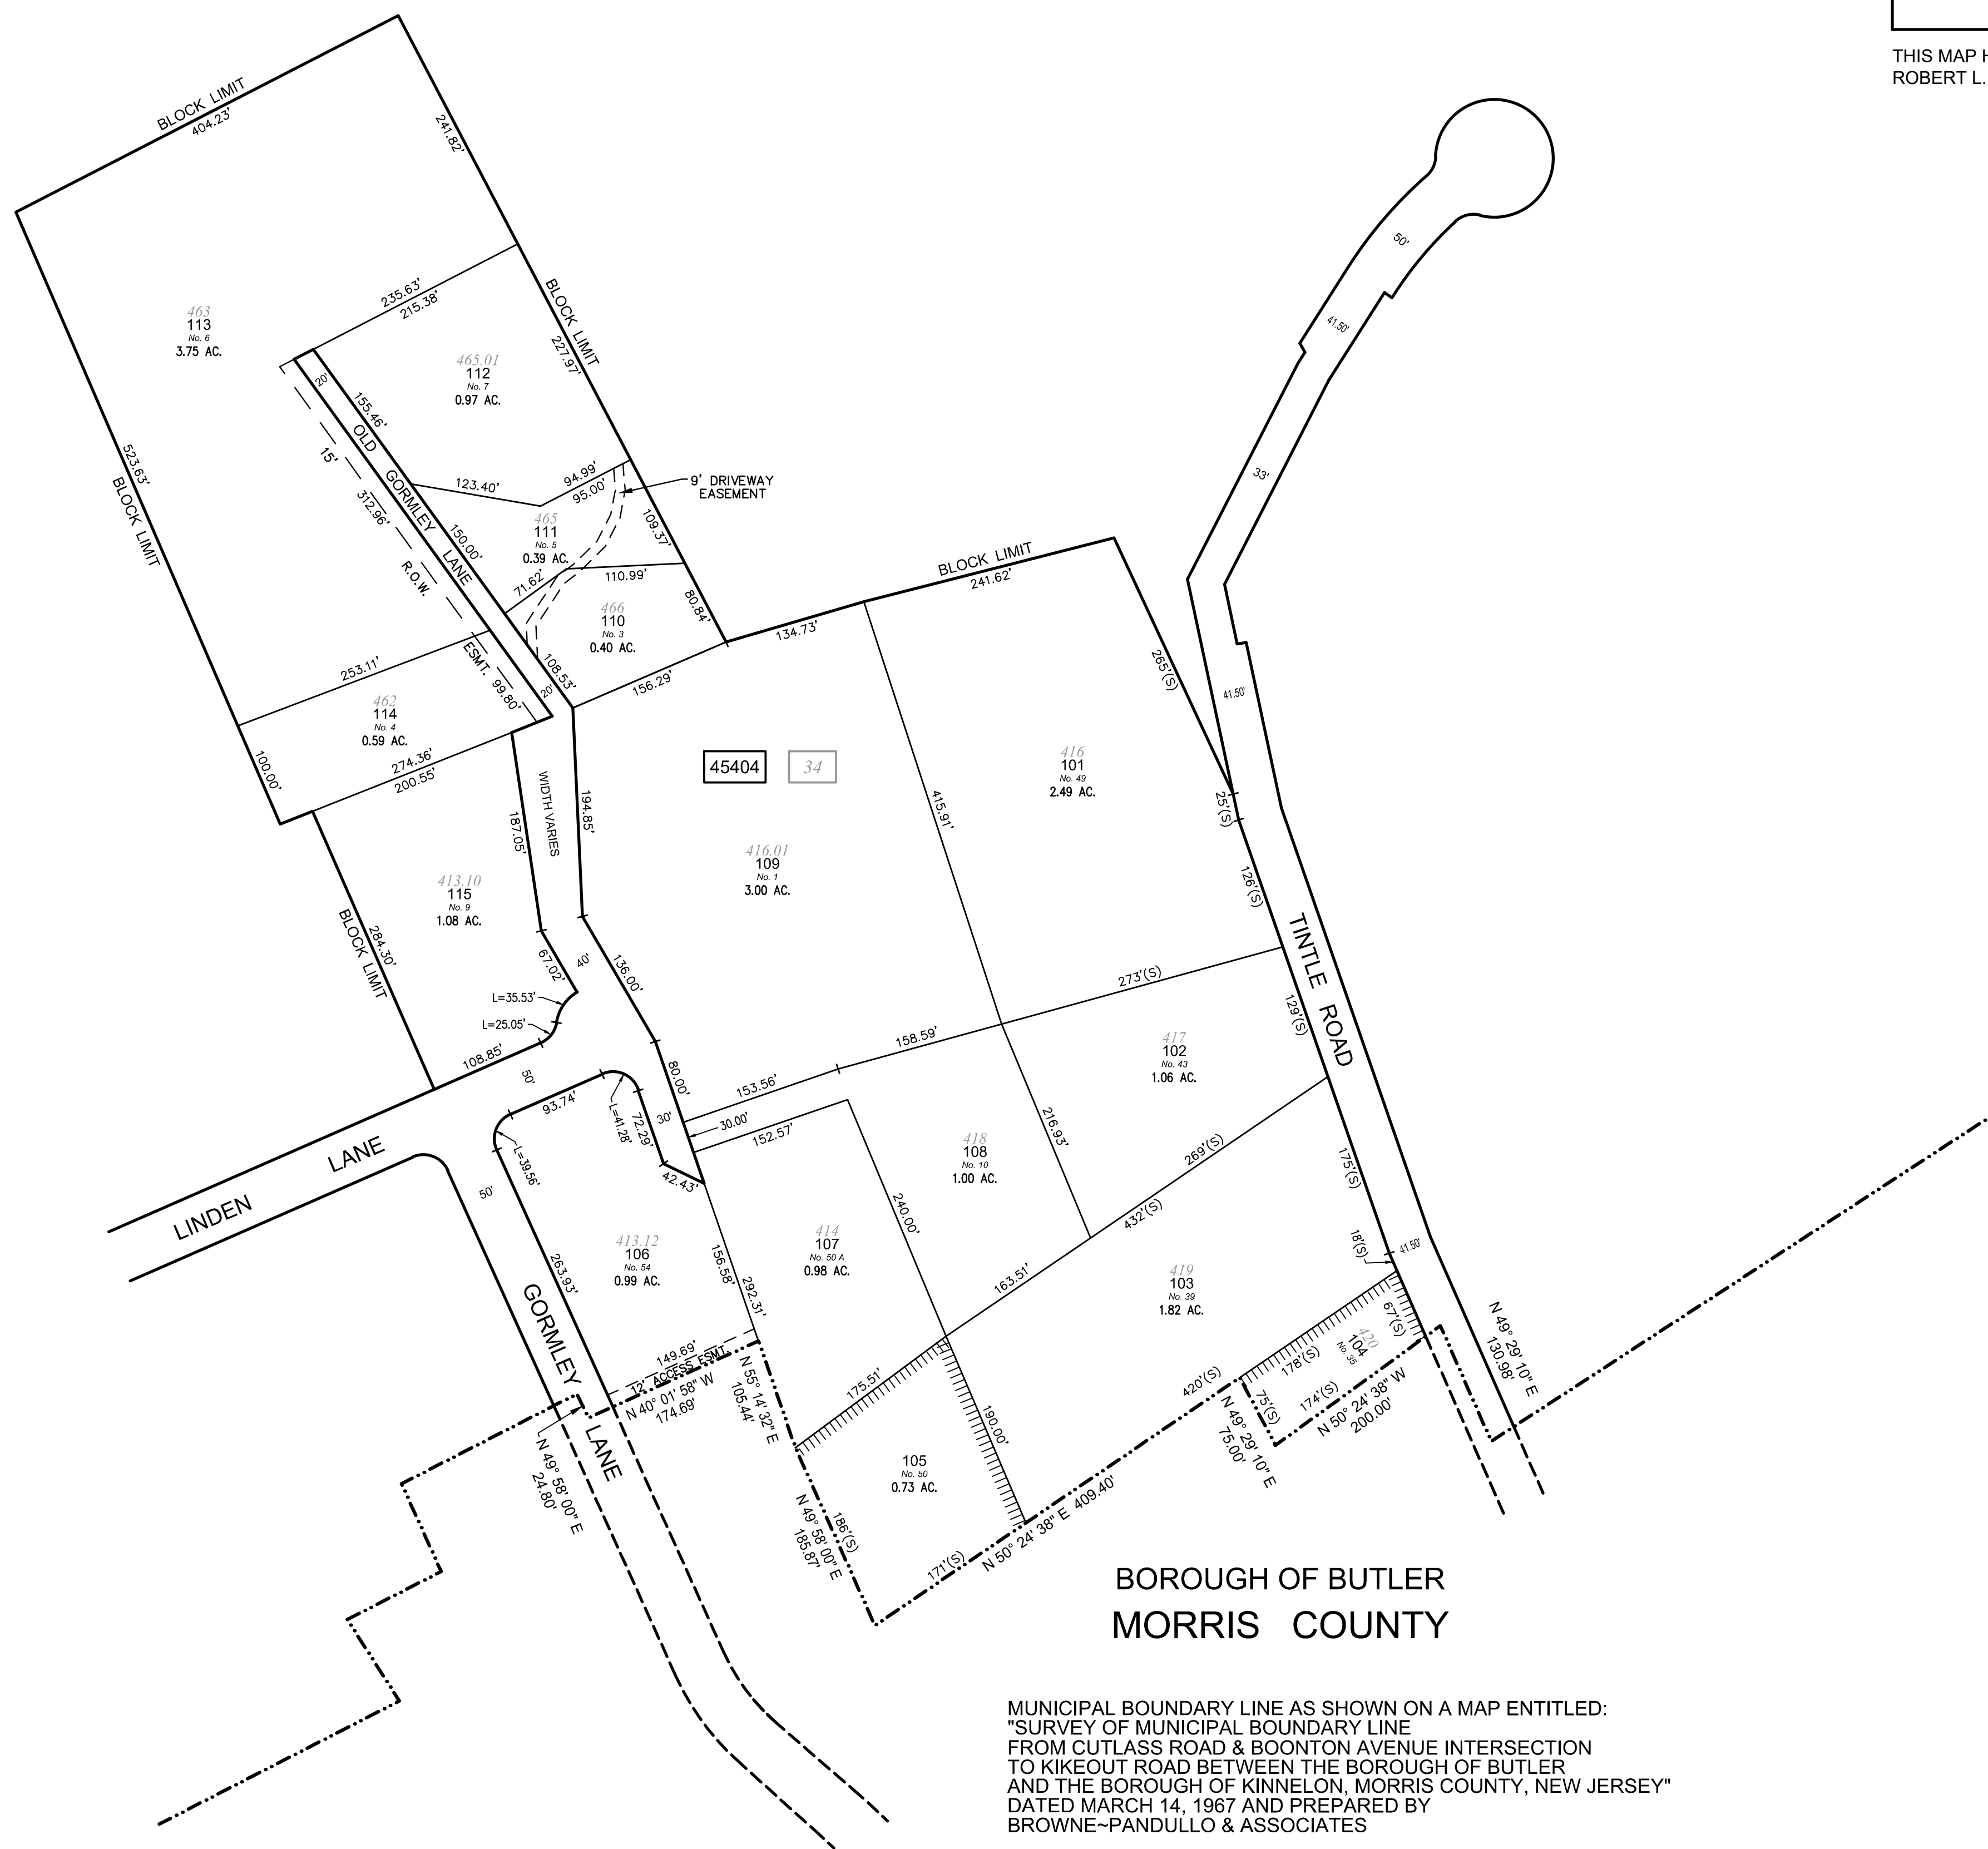 THIS MAP H
ROBERT L.
BLOCK LIMIT
404.23'
241.82'
50'
463
113
No. 6
3.75 AC.
235.63'
215.38'
BLOCK LIMIT
227.97'
41.50'
465.01
112
No. 7
0.97 AC.
20'
155.46'
OLD GORMLEY LANE
15'
312.96'
R.O.W.
ESMT.
99.80'
523.63'
BLOCK LIMIT
123.40'
94.99'
95.00'
9' DRIVEWAY
EASEMENT
33'
465
111
No. 5
0.39 AC.
150.00'
109.37'
71.62'
110.99'
466
110
No. 3
0.40 AC.
80.84'
108.53'
20'
156.29'
134.73'
BLOCK LIMIT
241.62'
265'(S)
41.50'
253.11'
462
114
No. 4
0.59 AC.
274.36'
200.55'
100.00'
45404
34
416
101
No. 49
2.49 AC.
25'(S)
WIDTH VARIES
187.05'
194.85'
415.91'
416.01
109
No. 1
3.00 AC.
126'(S)
413.10
115
No. 9
1.08 AC.
BLOCK LIMIT
284.30'
67.02'
40'
136.00'
L=35.53'
L=25.05'
108.85'
273'(S)
TINTLE ROAD
129'(S)
158.59'
153.56'
417
102
No. 43
1.06 AC.
50'
93.74'
L=41.28'
72.29'
30'
80.00'
30.00'
152.57'
216.93'
LINDEN LANE
L=39.56'
50'
42.43'
418
108
No. 10
1.00 AC.
269'(S)
432'(S)
175'(S)
240.00'
413.12
106
No. 54
0.99 AC.
263.93'
156.58'
292.31'
414
107
No. 50 A
0.98 AC.
163.51'
419
103
No. 39
1.82 AC.
18'(S)
41.50'
GORMLEY LANE
149.69'
12' ACCESS ESMT.
N 40° 01' 58" W
174.69'
N 55° 14' 32" E
105.44'
175.51'
190.00'
420'(S)
178'(S)
67'(S)
420
104
No. 35
174'(S)
75'(S)
N 50° 24' 38" W
200.00'
N 49° 29' 10" E
75.00'
N 49° 29' 10" E
130.98'
N 49° 58' 00" E
24.80'
105
No. 50
0.73 AC.
186'(S)
N 49° 58' 00" E
185.87'
171'(S)
N 50° 24' 38" E 409.40'
BOROUGH OF BUTLER
MORRIS COUNTY
MUNICIPAL BOUNDARY LINE AS SHOWN ON A MAP ENTITLED:
"SURVEY OF MUNICIPAL BOUNDARY LINE
FROM CUTLASS ROAD & BOONTON AVENUE INTERSECTION
TO KIKEOUT ROAD BETWEEN THE BOROUGH OF BUTLER
AND THE BOROUGH OF KINNELON, MORRIS COUNTY, NEW JERSEY"
DATED MARCH 14, 1967 AND PREPARED BY
BROWNE~PANDULLO & ASSOCIATES